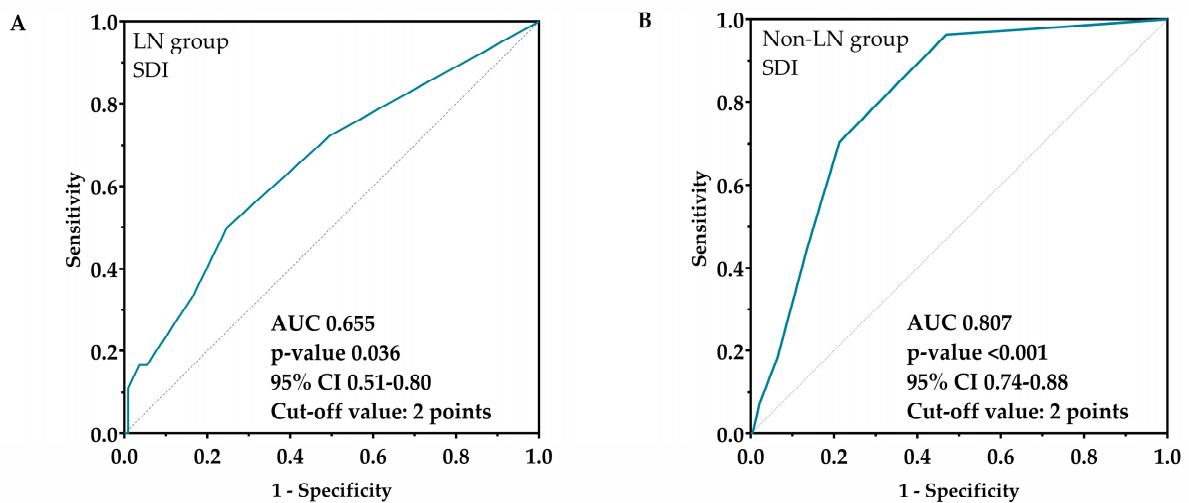 A
LN group
SDI
Sensitivity
1.0
0.8
0.6
0.4
0.2
0.0
AUC 0.655
p-value 0.036
95% CI 0.51-0.80
Cut-off value: 2 points
0.0 0.2 0.4 0.6 0.8 1.0
1 - Specificity
B
Non-LN group
SDI
Sensitivity
1.0
0.8
0.6
0.4
0.2
0.0
AUC 0.807
p-value <0.001
95% CI 0.74-0.88
Cut-off value: 2 points
0.0 0.2 0.4 0.6 0.8 1.0
1 - Specificity